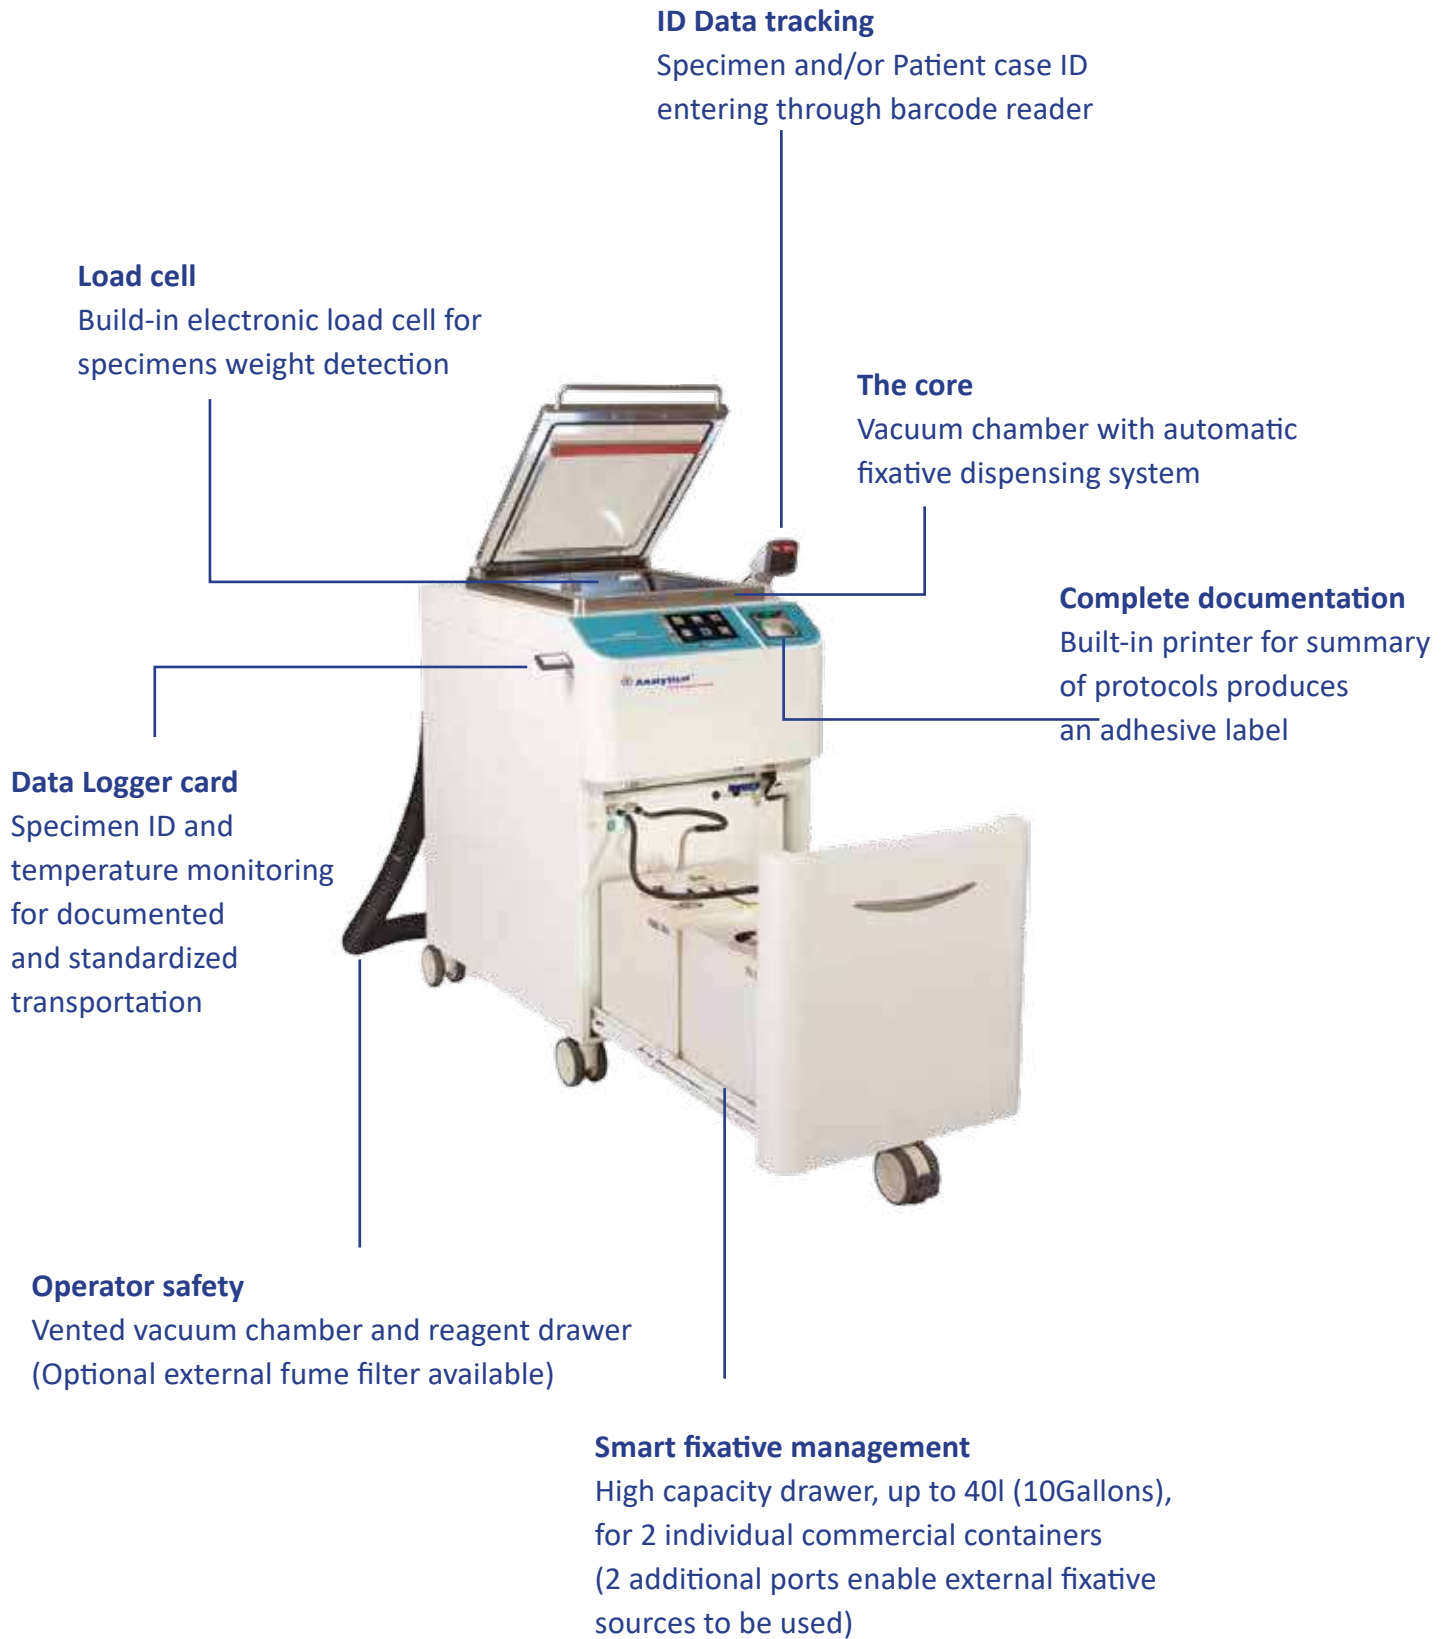 ID Data tracking
Specimen and/or Patient case ID
entering through barcode reader
Load cell
Build-in electronic load cell for
specimens weight detection
The core
Vacuum chamber with automatic
fixative dispensing system
Complete documentation
Built-in printer for summary
of protocols produces
an adhesive label
Analytical
Data Logger card
Specimen ID and
temperature monitoring
for documented
and standardized
transportation
Operator safety
Vented vacuum chamber and reagent drawer
(Optional external fume filter available)
Smart fixative management
High capacity drawer, up to 40l (10Gallons),
for 2 individual commercial containers
(2 additional ports enable external fixative
sources to be used)